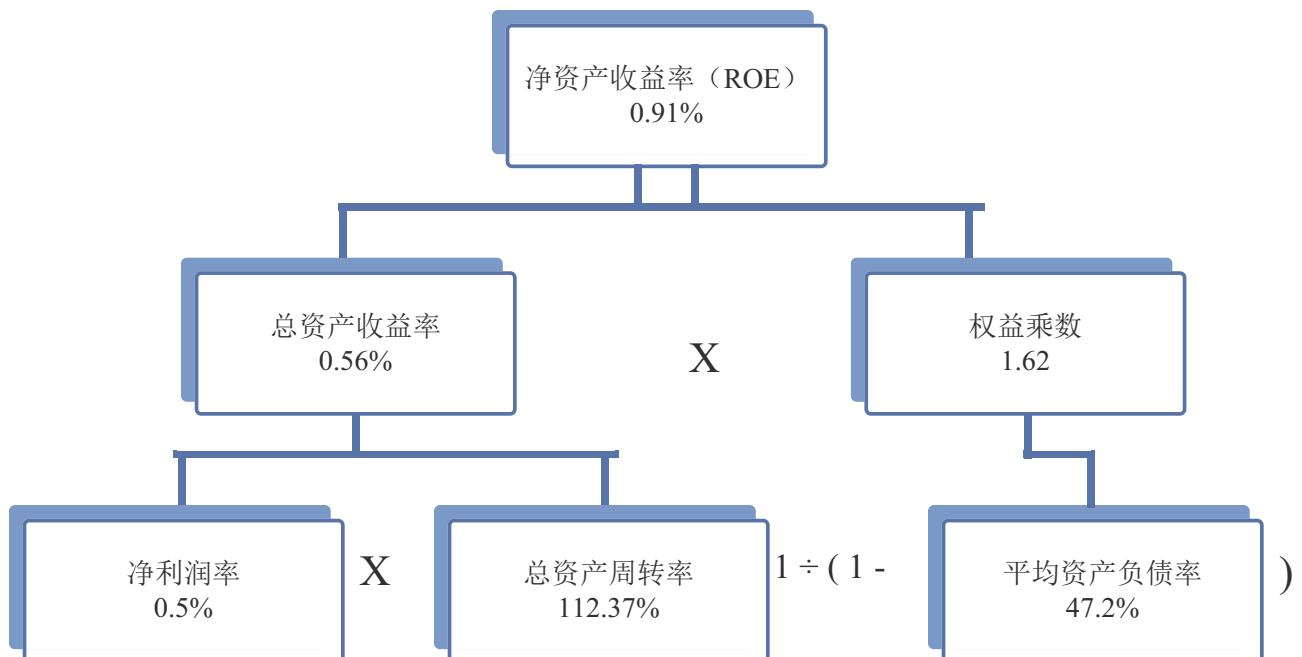 净资产收益率（ROE）
0.91%
总资产收益率
0.56%
X
权益乘数
1.62
净利润率
0.5%
X
总资产周转率
112.37%
1 ÷ ( 1 -
平均资产负债率
47.2%
)